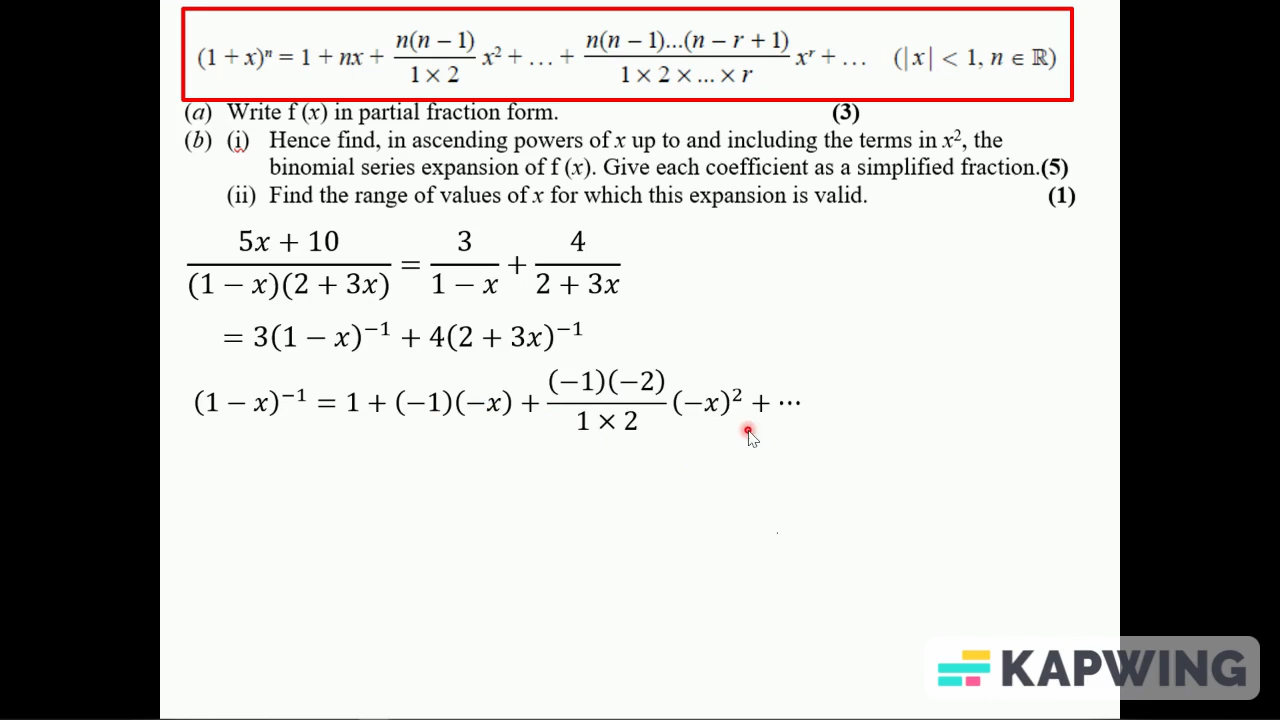 (1 + x)ⁿ = 1 + nx + n(n − 1)/1 × 2 x² + … + n(n − 1)…(n − r + 1)/1 × 2 × … × r xʳ + … (|x| < 1, n ∈ ℝ)
(a) Write f (x) in partial fraction form. (3)
(b) (i) Hence find, in ascending powers of x up to and including the terms in x², the
binomial series expansion of f (x). Give each coefficient as a simplified fraction.(5)
(ii) Find the range of values of x for which this expansion is valid. (1)
5x + 10/(1 − x)(2 + 3x) = 3/1 − x + 4/2 + 3x
= 3(1 − x)⁻¹ + 4(2 + 3x)⁻¹
(1 − x)⁻¹ = 1 + (−1)(−x) + (−1)(−2)/1 × 2 (−x)² + ⋯
KAPWING